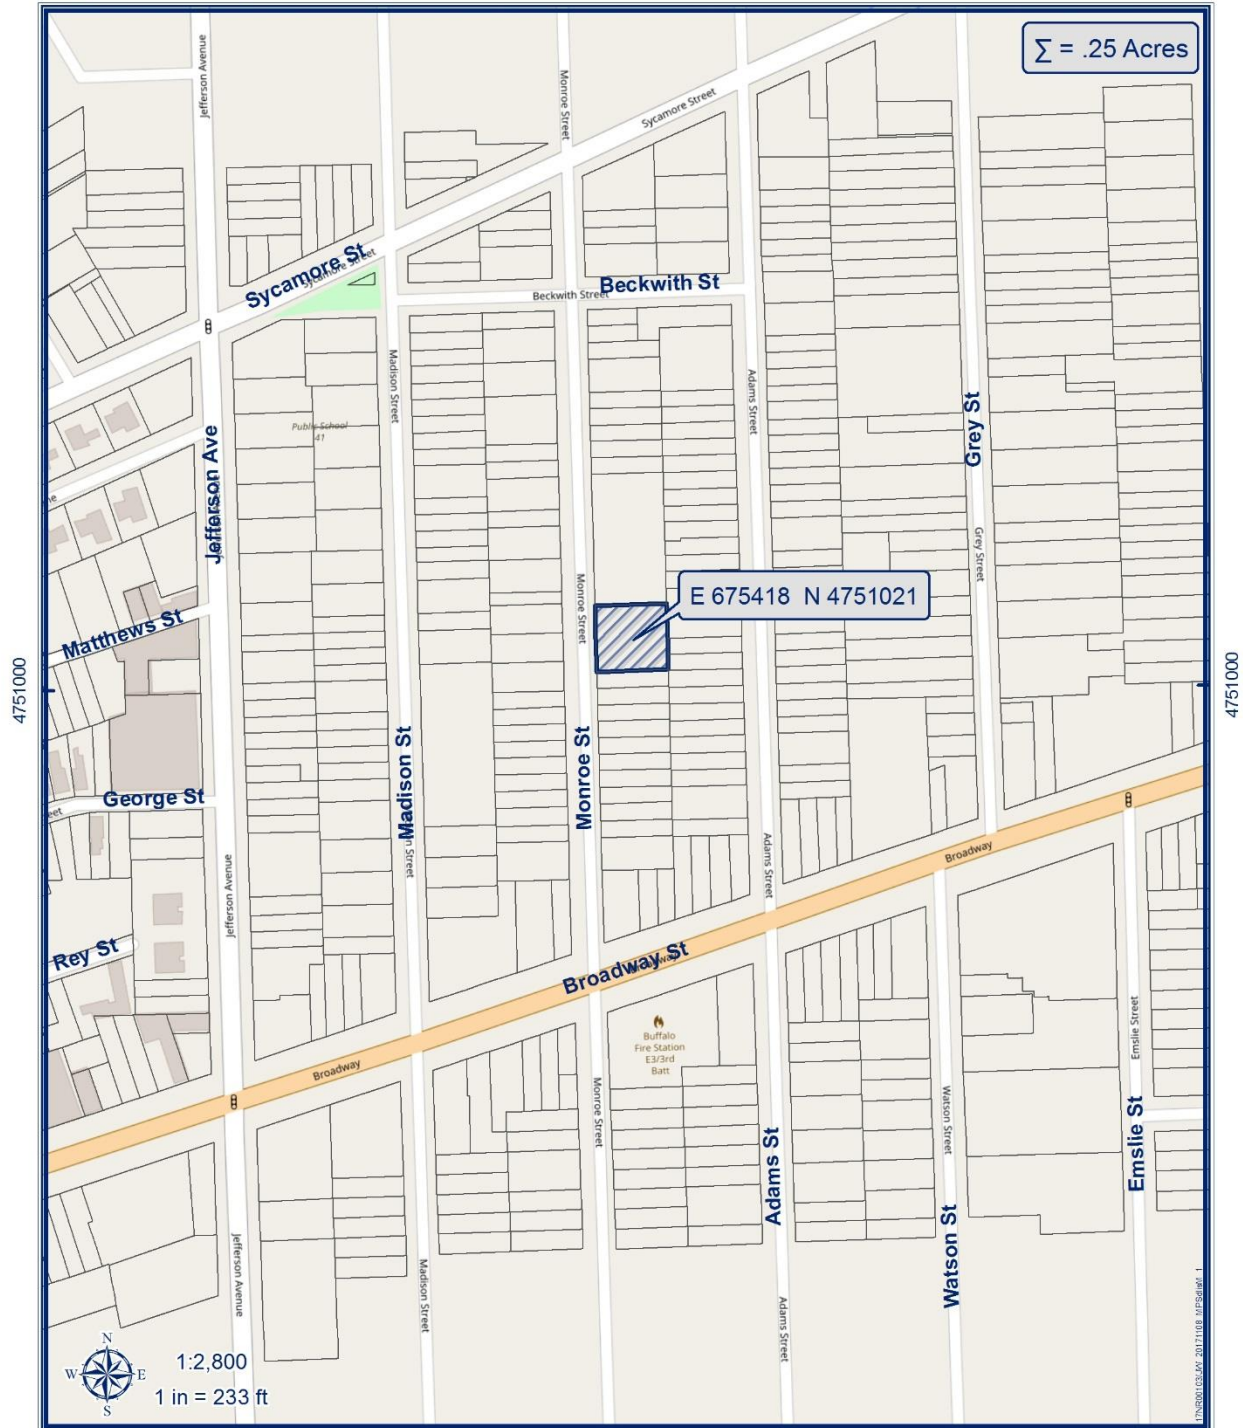 ∑ = .25 Acres
Jefferson Avenue
Monroe Street
Sycamore Street
Sycamore St
Sycamore Street
Beckwith Street
Beckwith St
Madison Street
Adams Street
Public School
41
Jefferson Ave
Grey St
Grey Street
Monroe Street
E 675418 N 4751021
Matthews St
4751000
4751000
Madison St
Monroe St
George St
Adams Street
Broadway
Jefferson Avenue
Rey St
Broadway St
Buffalo
Fire Station
E3/3rd
Batt
Emslie Street
Broadway
Monroe Street
Watson Street
Adams St
Emslie St
Watson St
Jefferson Avenue
Madison Street
Adams Street
N
W E
S
1:2,800
1 in = 233 ft